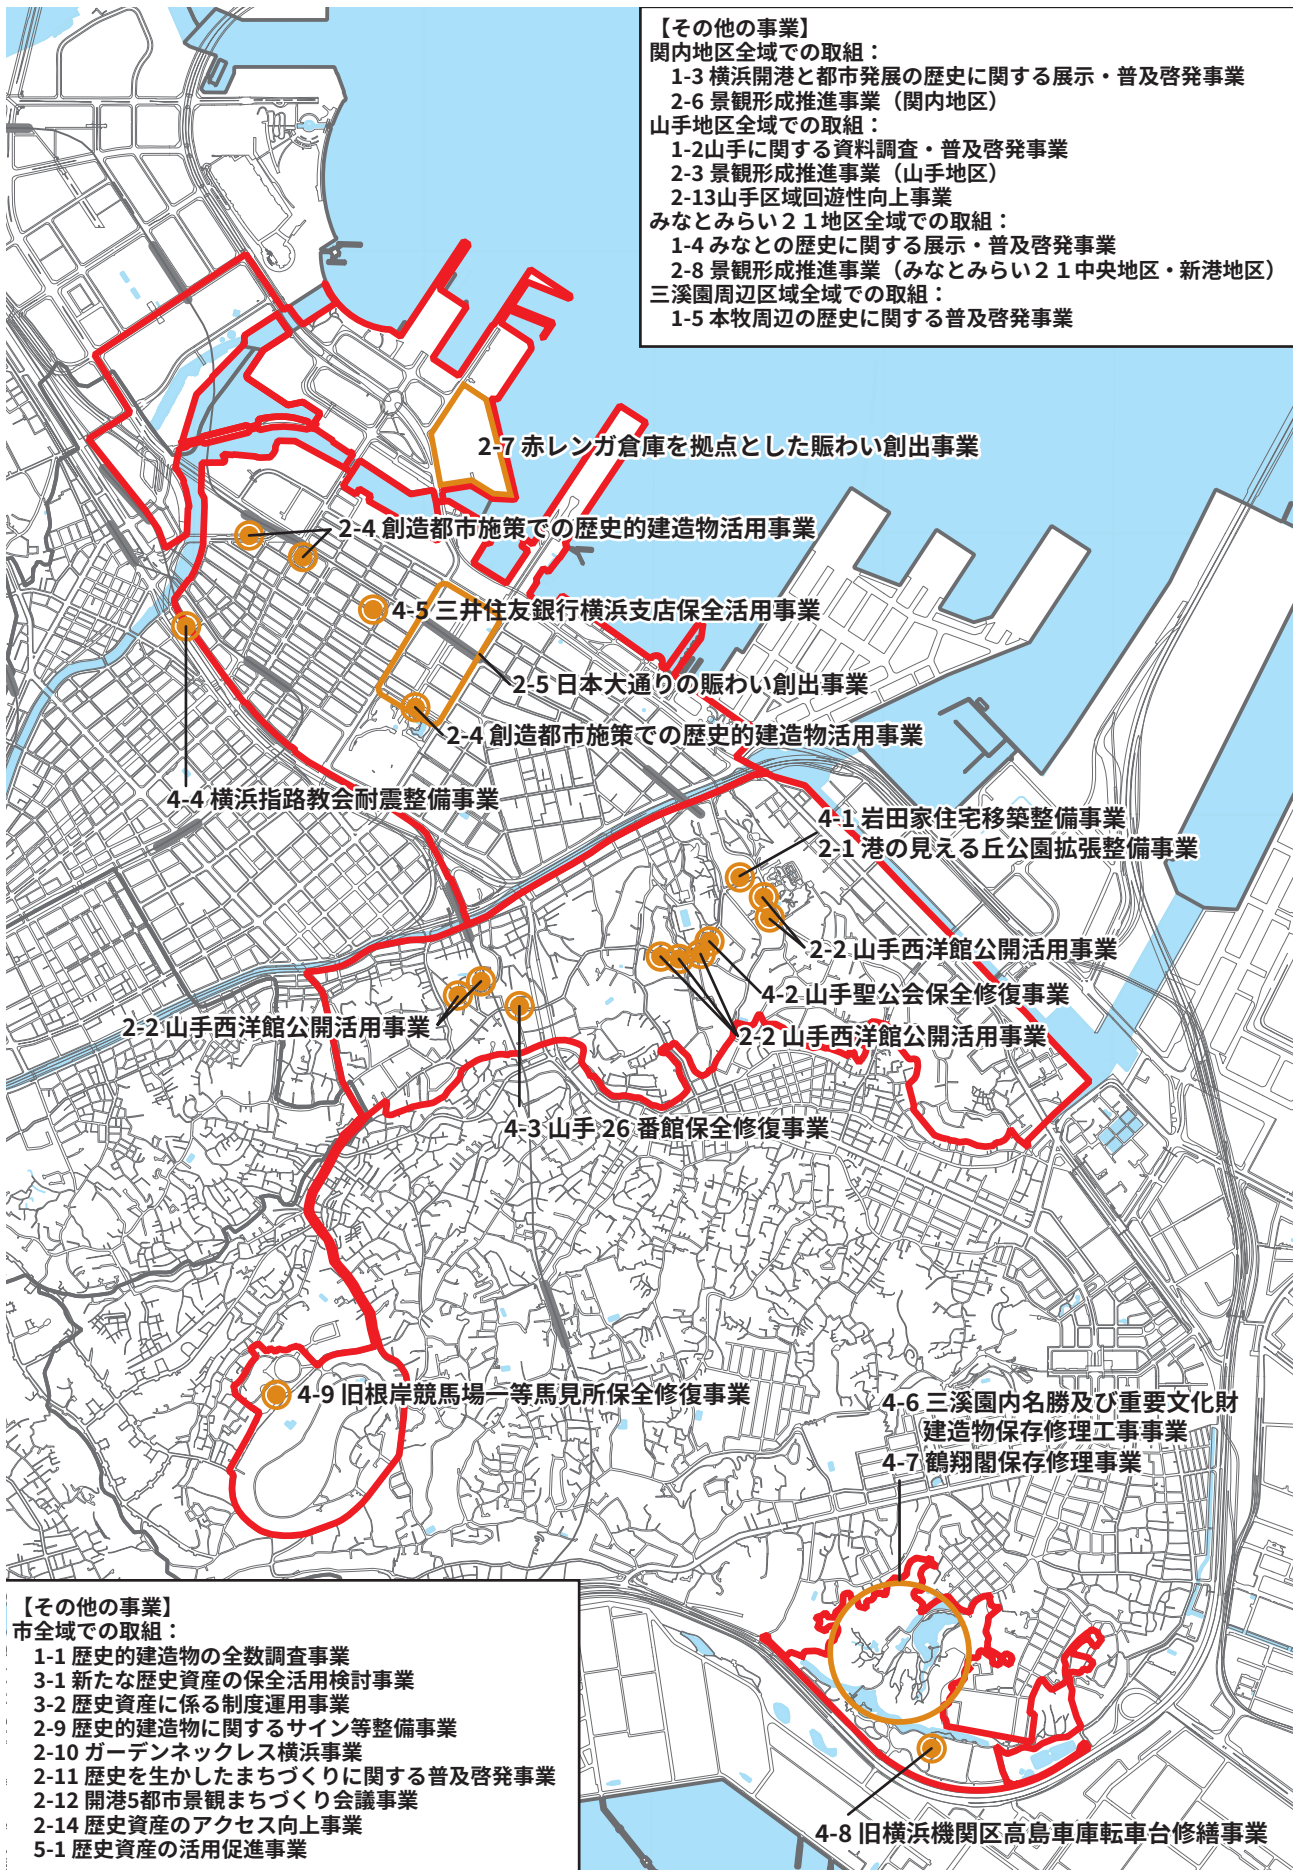 【その他の事業】
関内地区全域での取組：
1-3 横浜開港と都市発展の歴史に関する展示・普及啓発事業
2-6 景観形成推進事業（関内地区）
山手地区全域での取組：
1-2山手に関する資料調査・普及啓発事業
2-3 景観形成推進事業（山手地区）
2-13山手区域回遊性向上事業
みなとみらい２１地区全域での取組：
1-4 みなとの歴史に関する展示・普及啓発事業
2-8 景観形成推進事業（みなとみらい２１中央地区・新港地区）
三溪園周辺区域全域での取組：
1-5 本牧周辺の歴史に関する普及啓発事業
2-7 赤レンガ倉庫を拠点とした賑わい創出事業
2-4 創造都市施策での歴史的建造物活用事業
4-5 三井住友銀行横浜支店保全活用事業
2-5 日本大通りの賑わい創出事業
2-4 創造都市施策での歴史的建造物活用事業
4-4 横浜指路教会耐震整備事業
4-1 岩田家住宅移築整備事業
2-1 港の見える丘公園拡張整備事業
2-2 山手西洋館公開活用事業
4-2 山手聖公会保全修復事業
2-2 山手西洋館公開活用事業
2-2 山手西洋館公開活用事業
4-3 山手 26 番館保全修復事業
4-9 旧根岸競馬場一等馬見所保全修復事業
4-6 三溪園内名勝及び重要文化財
建造物保存修理工事事業
4-7 鶴翔閣保存修理事業
4-8 旧横浜機関区高島車庫転車台修繕事業
【その他の事業】
市全域での取組：
1-1 歴史的建造物の全数調査事業
3-1 新たな歴史資産の保全活用検討事業
3-2 歴史資産に係る制度運用事業
2-9 歴史的建造物に関するサイン等整備事業
2-10 ガーデンネックレス横浜事業
2-11 歴史を生かしたまちづくりに関する普及啓発事業
2-12 開港5都市景観まちづくり会議事業
2-14 歴史資産のアクセス向上事業
5-1 歴史資産の活用促進事業